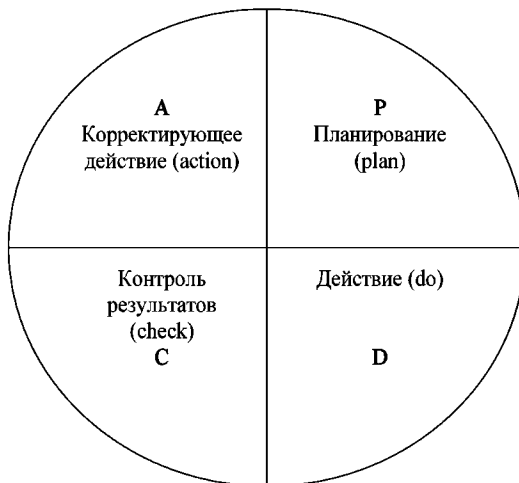 A
Корректирующее
действие (action)
P
Планирование
(plan)
Контроль
результатов
(check)
C
Действие (do)
D